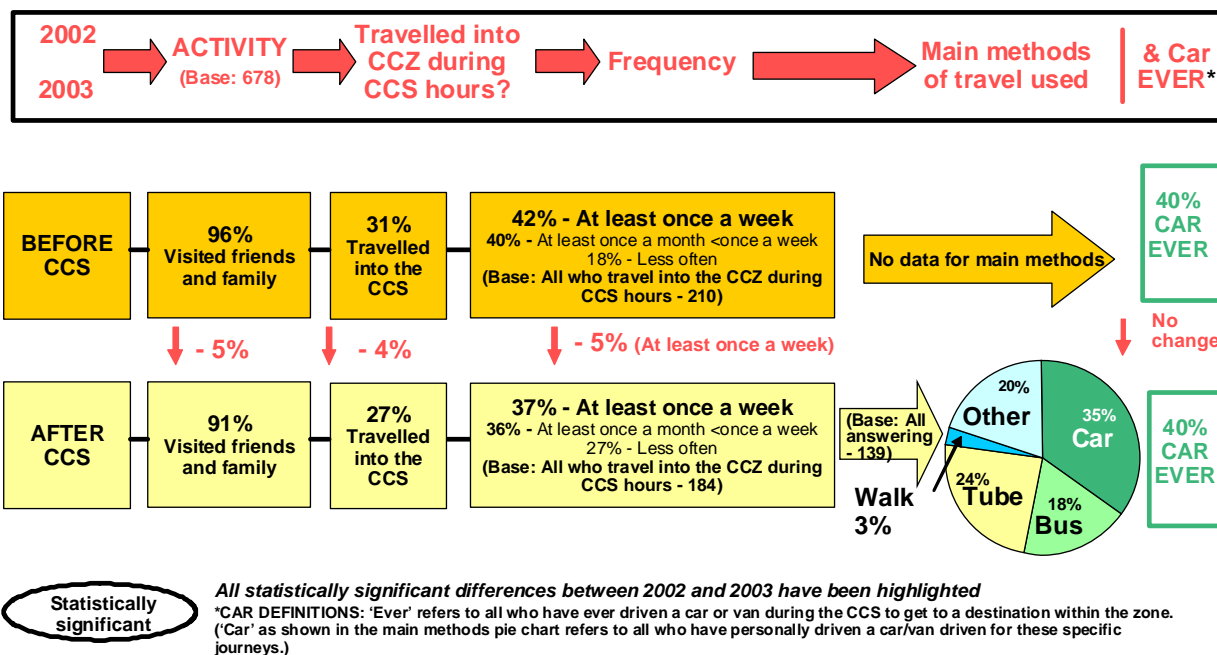 2002
2003
ACTIVITY
(Base: 678)
Travelled into
CCZ during
CCS hours?
Frequency
Main methods
of travel used
& Car
EVER*
BEFORE
CCS
96%
Visited friends
and family
31%
Travelled
into the
CCS
42% - At least once a week
40% - At least once a month <once a week
18% - Less often
(Base: All who travel into the CCZ during
CCS hours - 210)
No data for main methods
40%
CAR
EVER
- 5%
- 4%
- 5% (At least once a week)
No
change
AFTER
CCS
91%
Visited friends
and family
27%
Travelled
into the
CCS
37% - At least once a week
36% - At least once a month <once a week
27% - Less often
(Base: All who travel into the CCZ during
CCS hours - 184)
(Base: All
answering
- 139)
20%
Other
35%
Car
24%
Tube
18%
Bus
Walk
3%
40%
CAR
EVER
Statistically
significant
All statistically significant differences between 2002 and 2003 have been highlighted
*CAR DEFINITIONS: ‘Ever’ refers to all who have ever driven a car or van during the CCS to get to a destination within the zone.
(‘Car’ as shown in the main methods pie chart refers to all who have personally driven a car/van driven for these specific
journeys.)